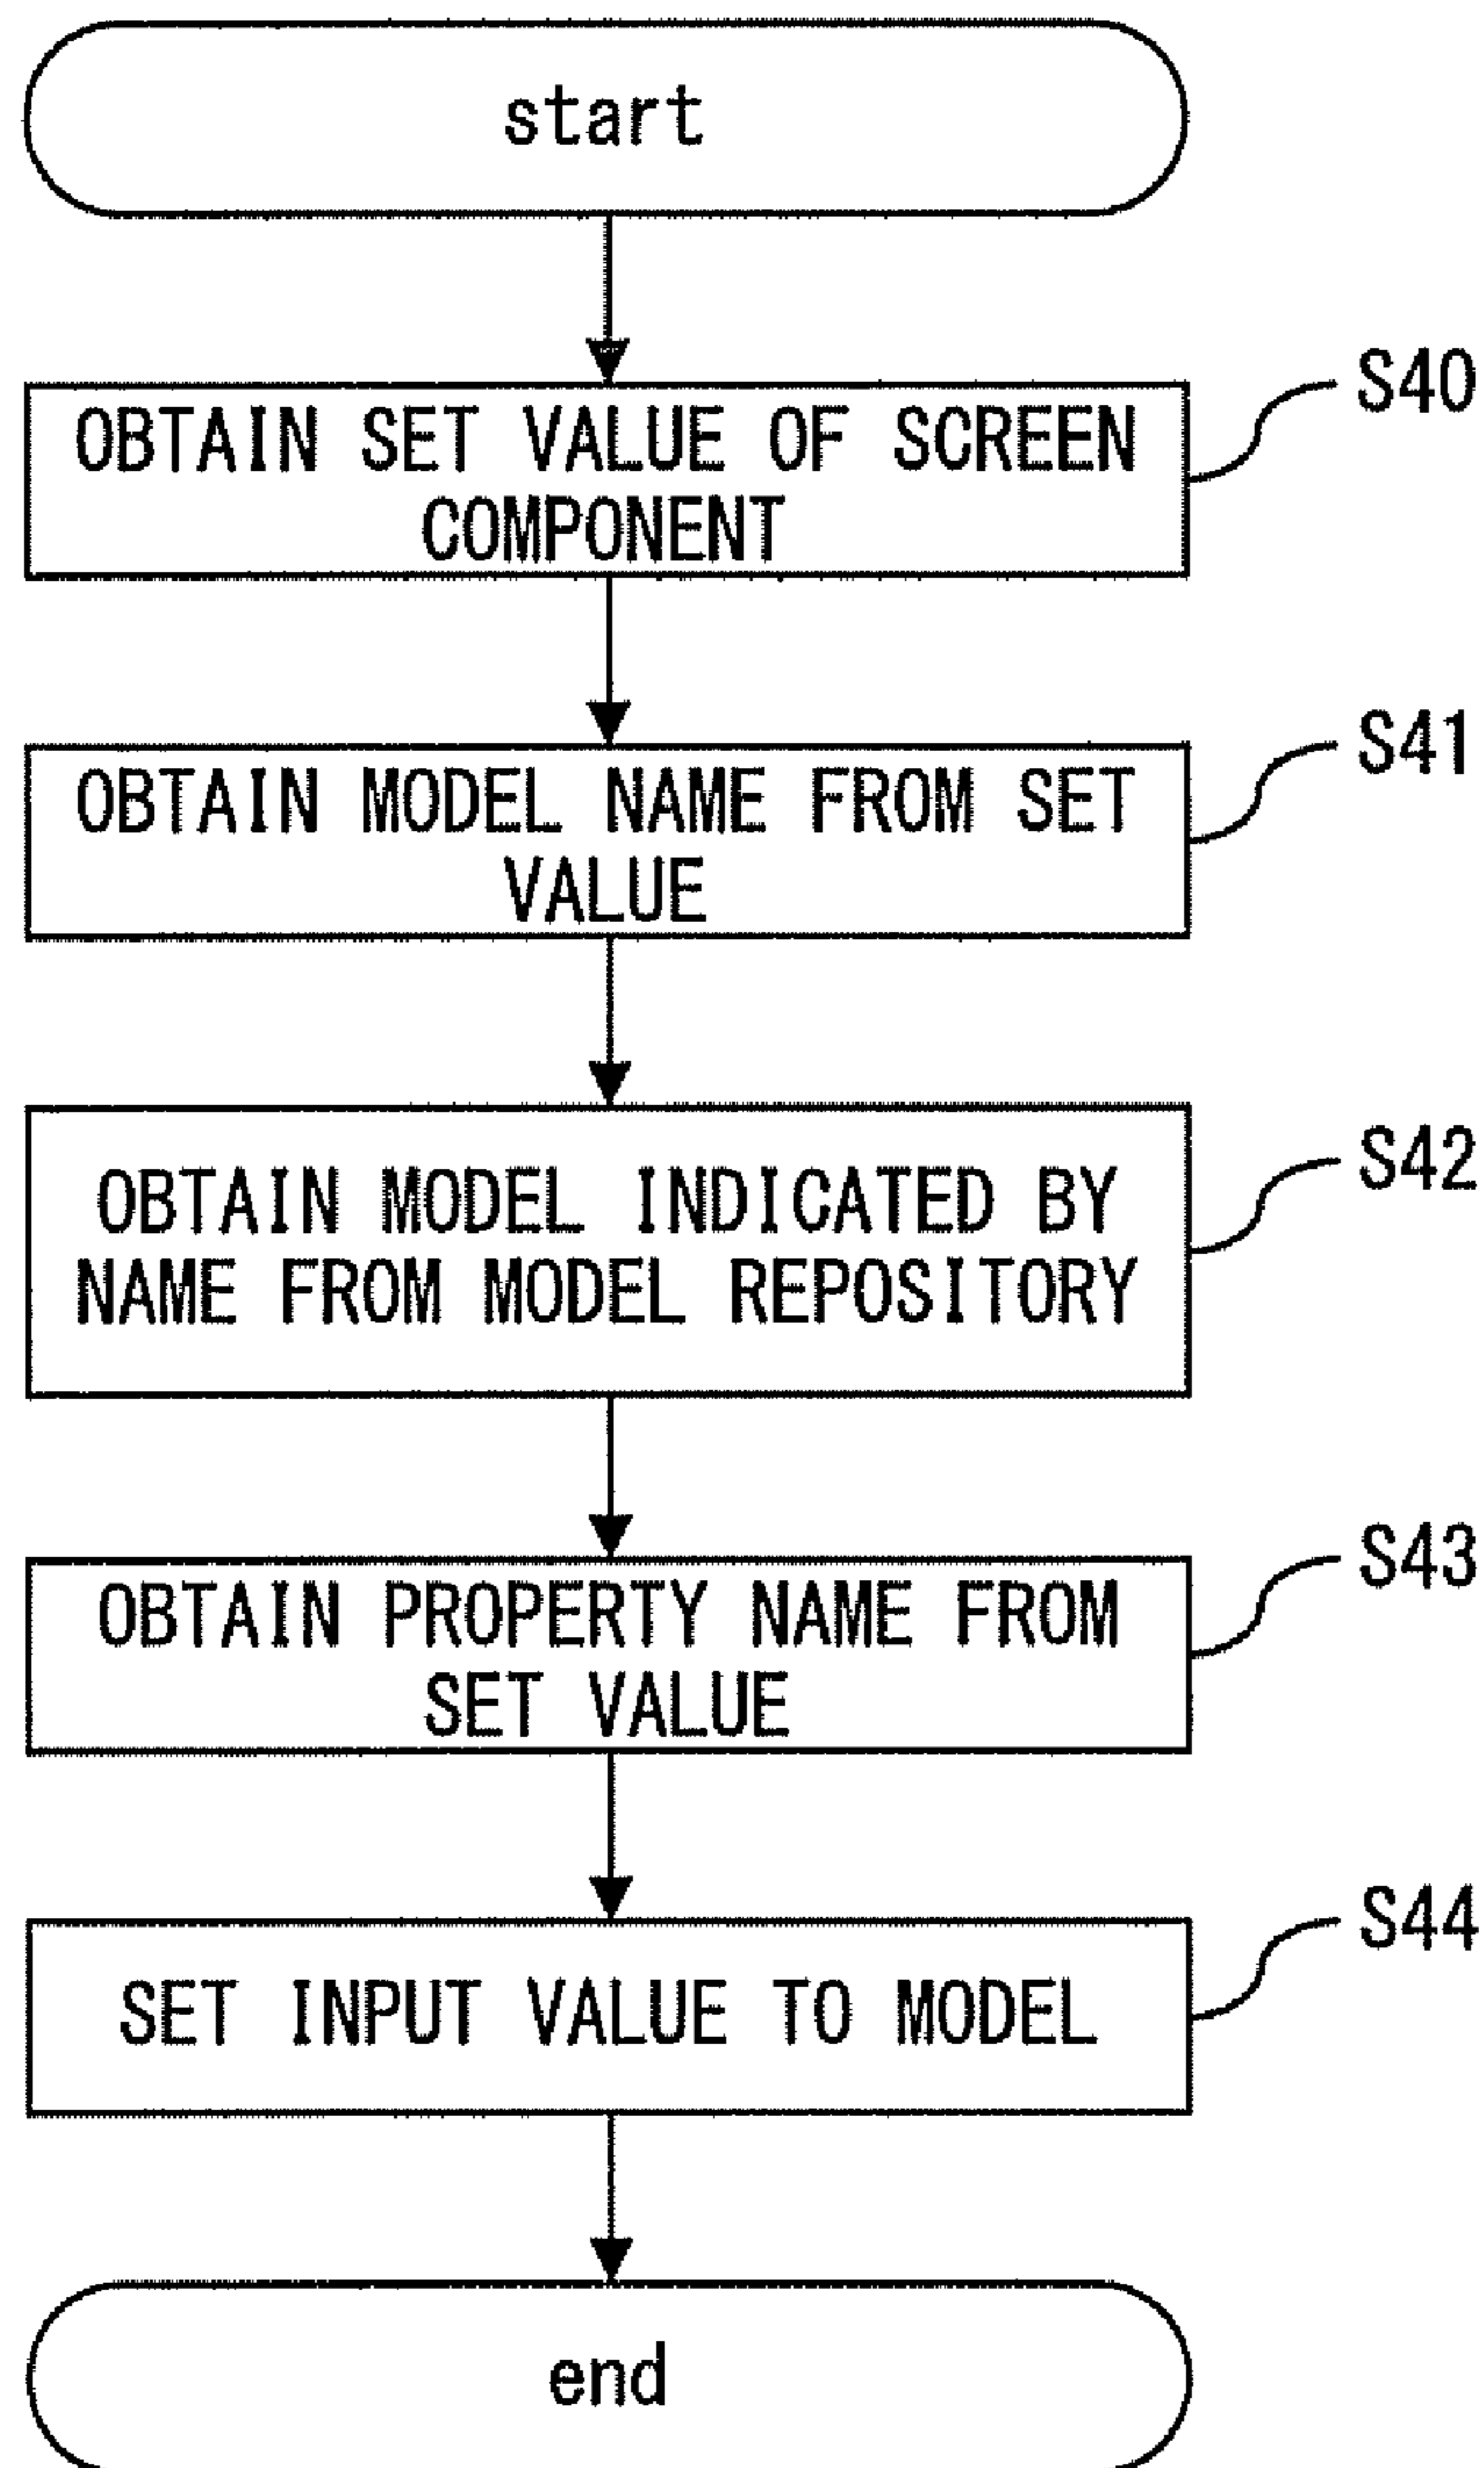 start
S40
OBTAIN SET VALUE OF SCREEN
COMPONENT
S41
OBTAIN MODEL NAME FROM SET
VALUE
S42
OBTAIN MODEL INDICATED BY
NAME FROM MODEL REPOSITORY
S43
OBTAIN PROPERTY NAME FROM
SET VALUE
S44
SET INPUT VALUE TO MODEL
end